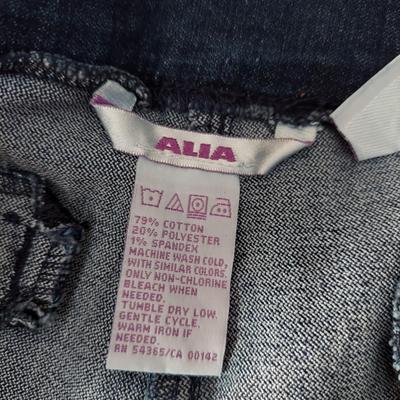 ALIA
79% COTTON
20% POLYESTER
1% SPANDEX
MACHINE WASH COLD,
WITH SIMILAR COLORS.
ONLY NON-CHLORINE
BLEACH WHEN
NEEDED.
TUMBLE DRY LOW.
GENTLE CYCLE.
WARM IRON IF
NEEDED.
RN 54365/CA 00142